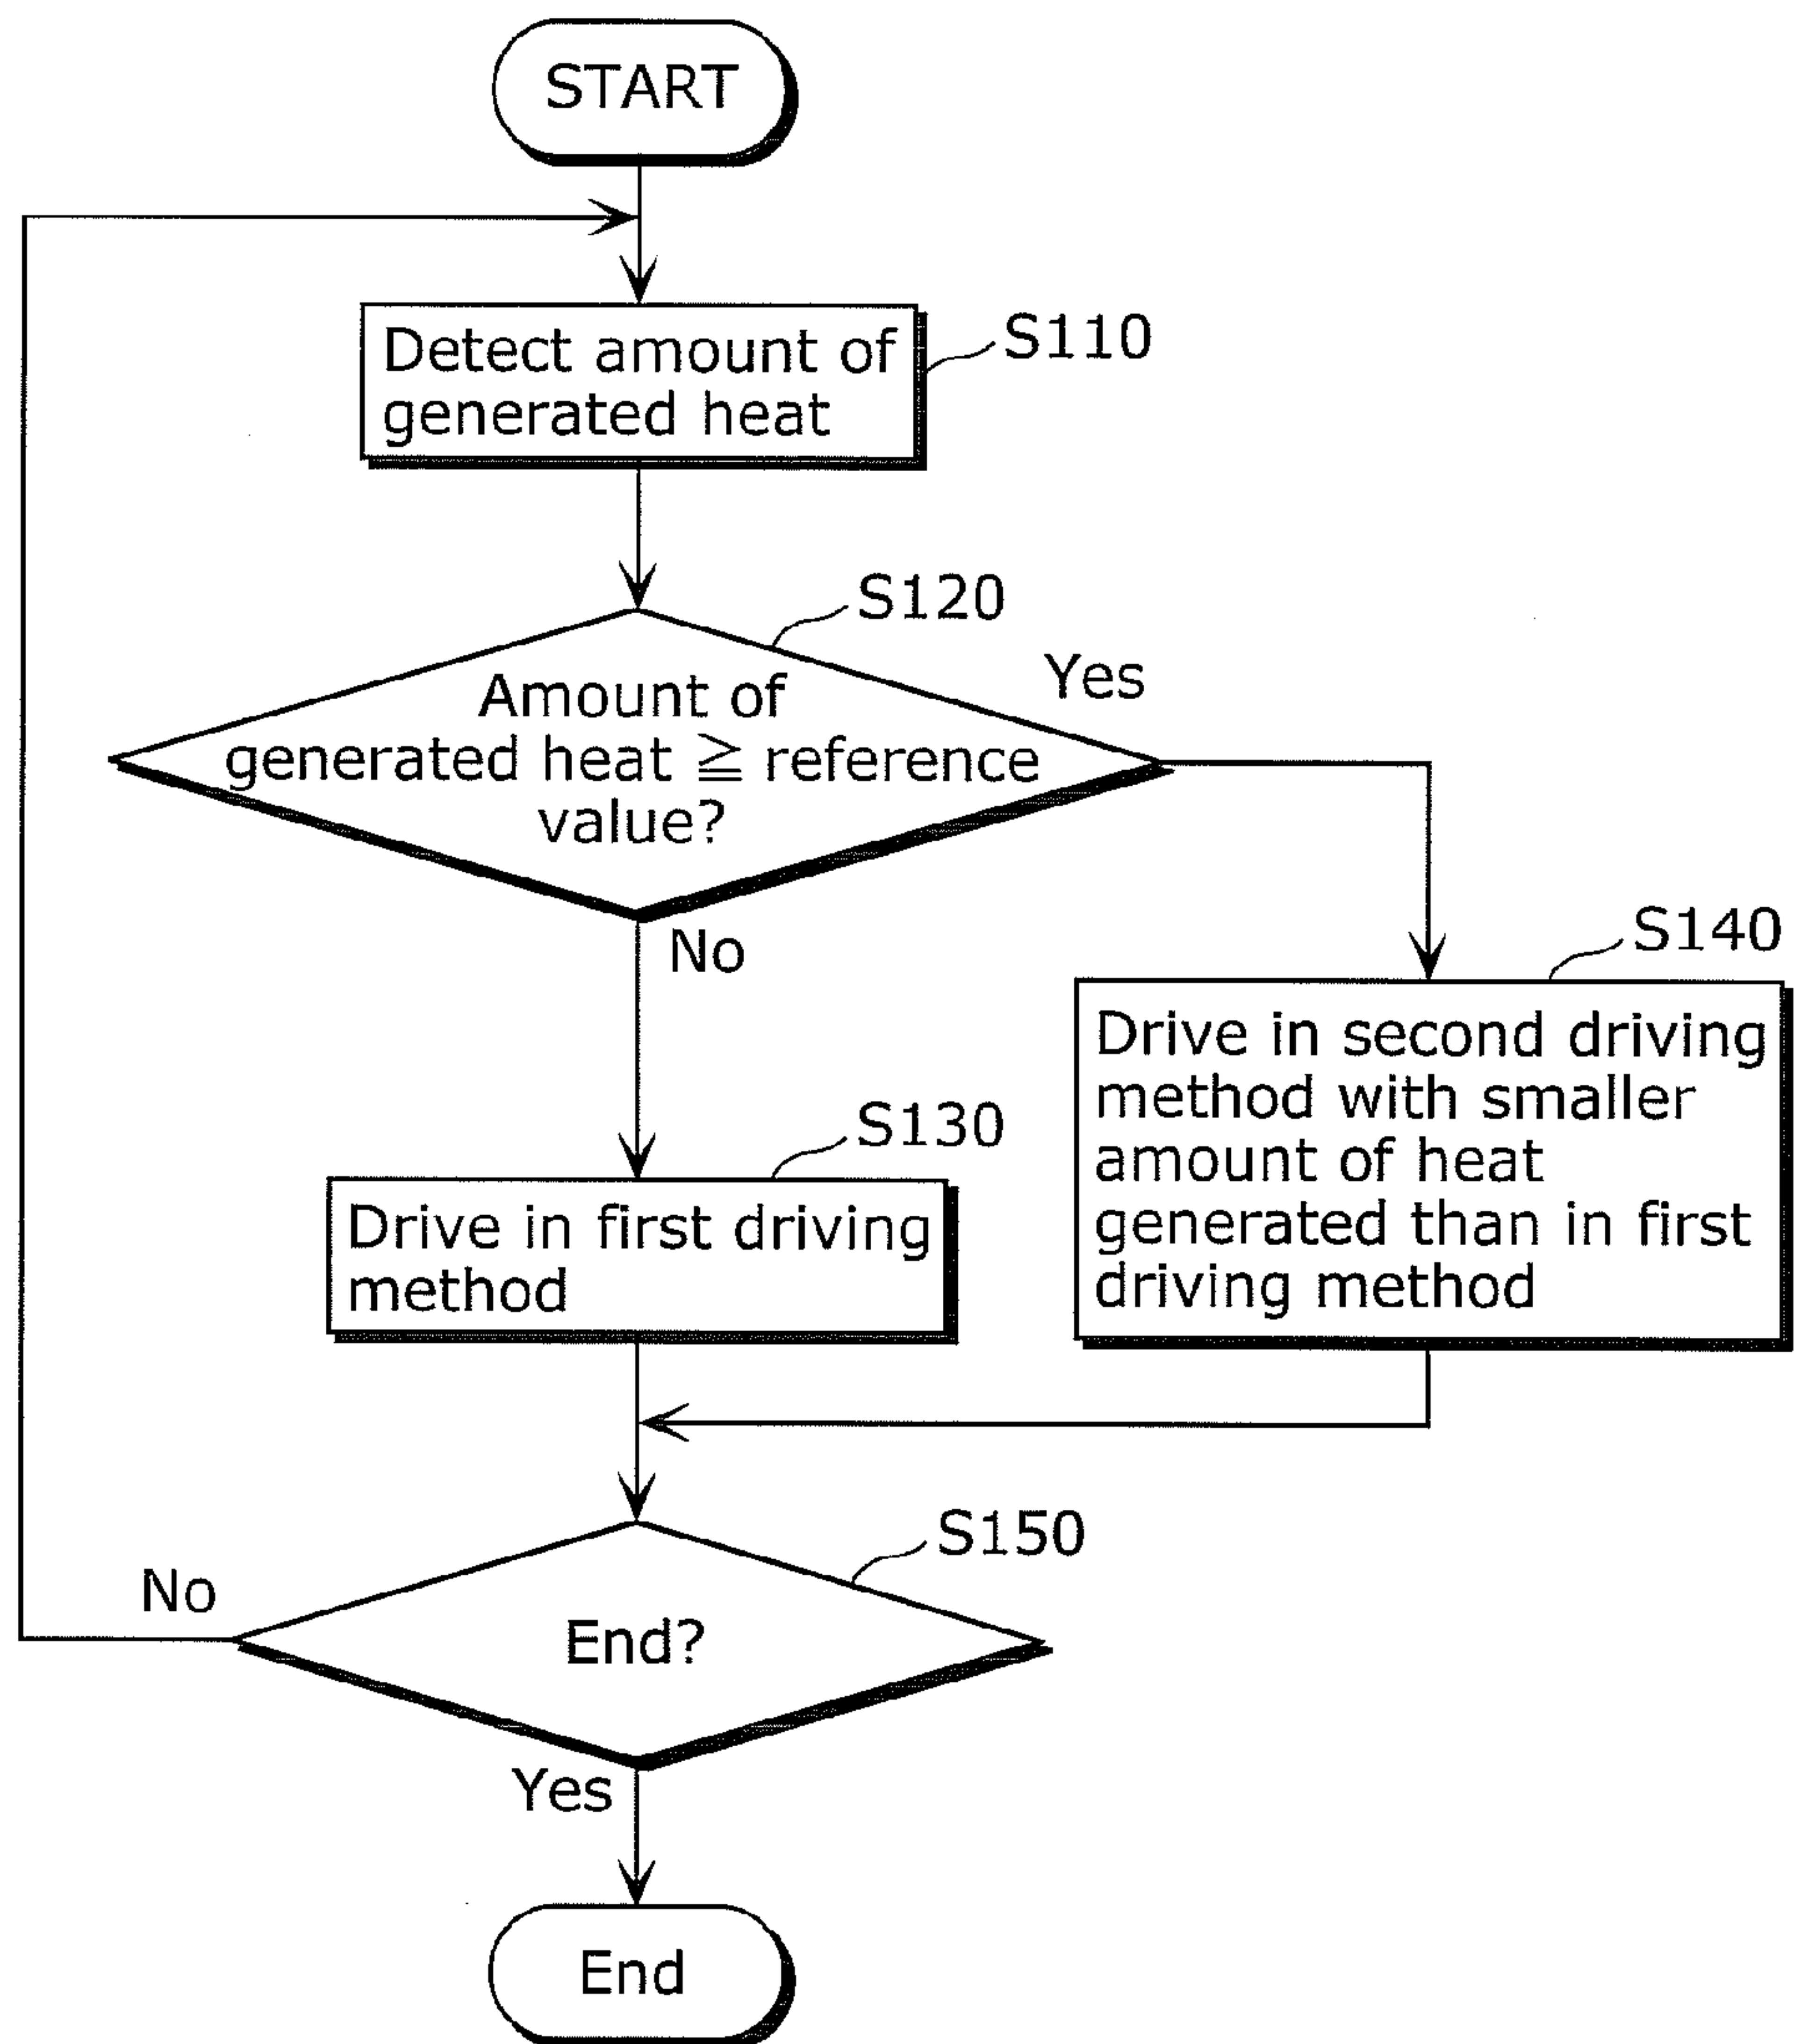 START
Detect amount of
generated heat
S110
S120
Amount of
generated heat ≧ reference
value?
Yes
No
S140
Drive in second driving
method with smaller
amount of heat
generated than in first
driving method
S130
Drive in first driving
method
S150
End?
No
Yes
End